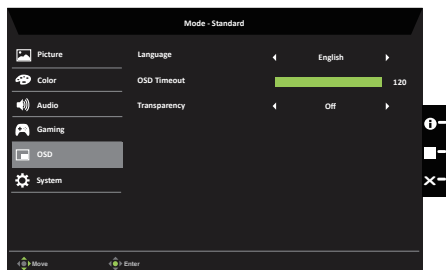 Mode - Standard
Picture
Language
English
Color
OSD Timeout
120
Audio
Transparency
Off
Gaming
OSD
System
Move
Enter